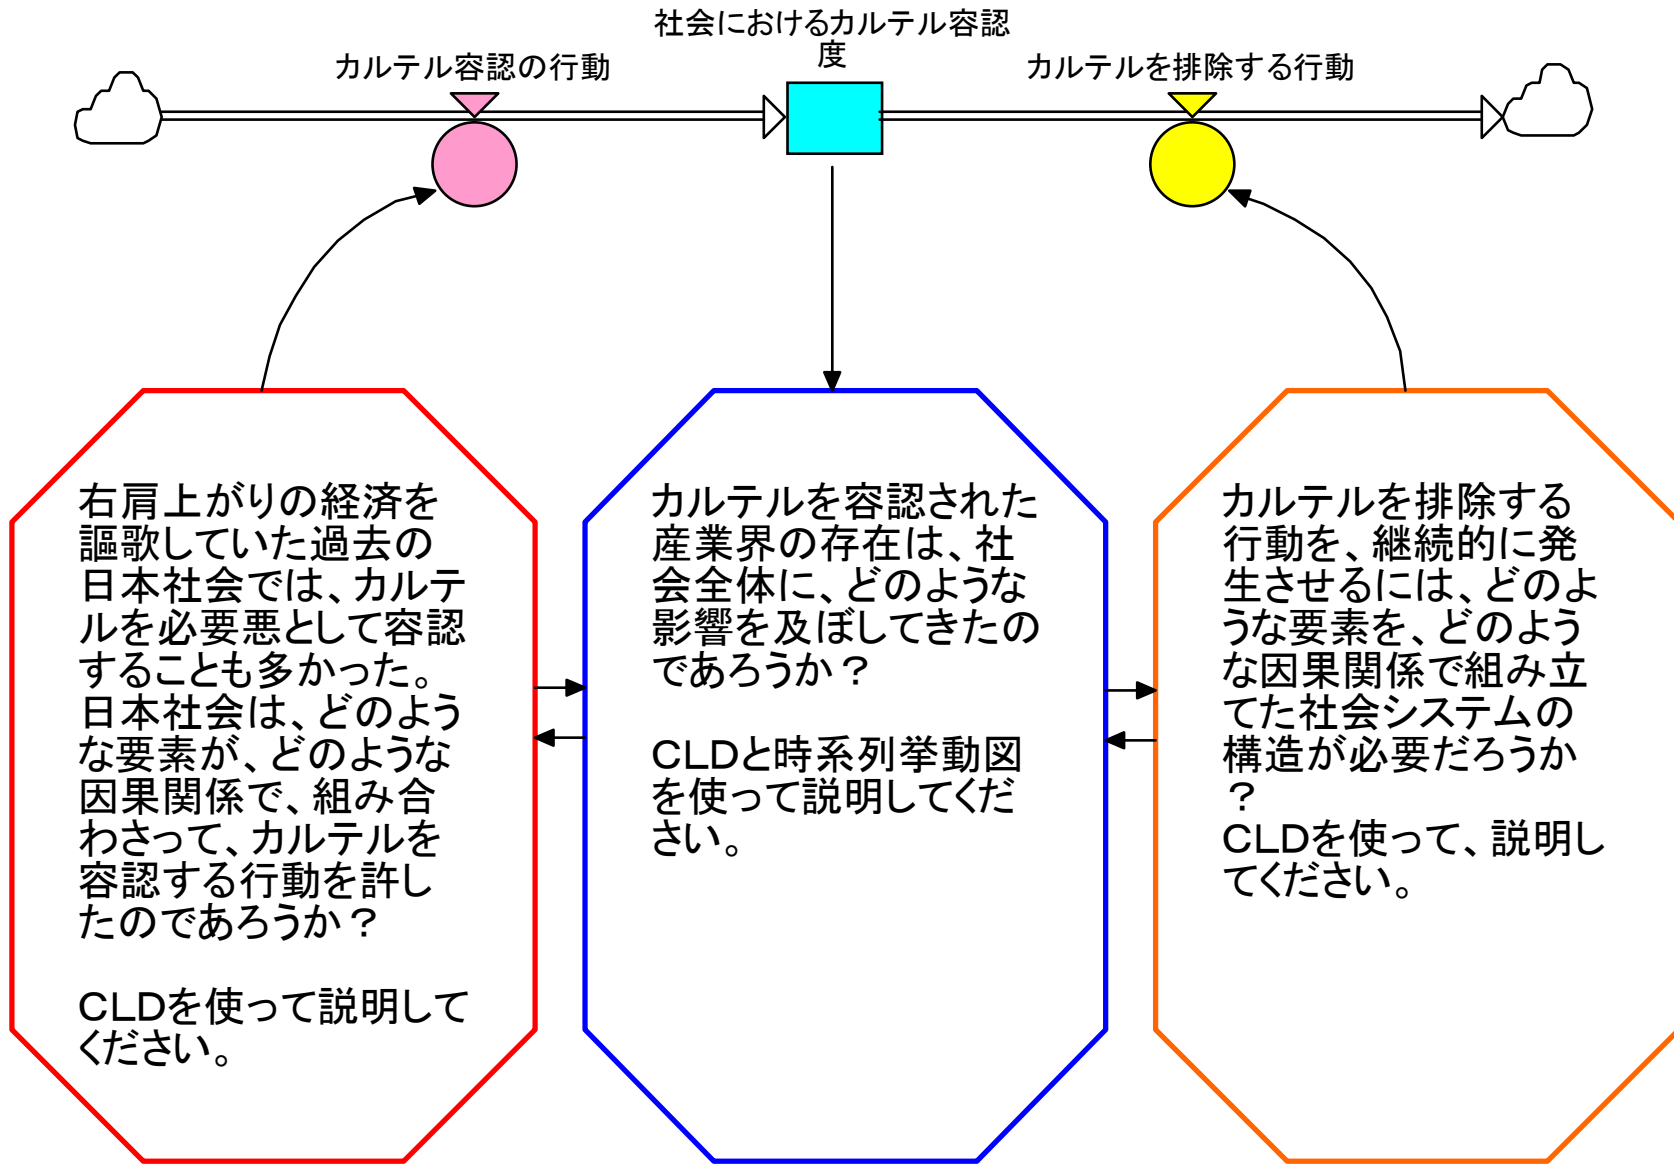 社会におけるカルテル容認
度
カルテル容認の行動
カルテルを排除する行動
右肩上がりの経済を
謳歌していた過去の
日本社会では、カルテ
ルを必要悪として容認
することも多かった。
日本社会は、どのよう
な要素が、どのような
因果関係で、組み合
わさって、カルテルを
容認する行動を許し
たのであろうか？
CLDを使って説明して
ください。
カルテルを容認された
産業界の存在は、社
会全体に、どのような
影響を及ぼしてきたの
であろうか？
CLDと時系列挙動図
を使って説明してくだ
さい。
カルテルを排除する
行動を、継続的に発
生させるには、どのよ
うな要素を、どのよう
な因果関係で組み立
てた社会システムの
構造が必要だろうか
？
CLDを使って、説明し
てください。